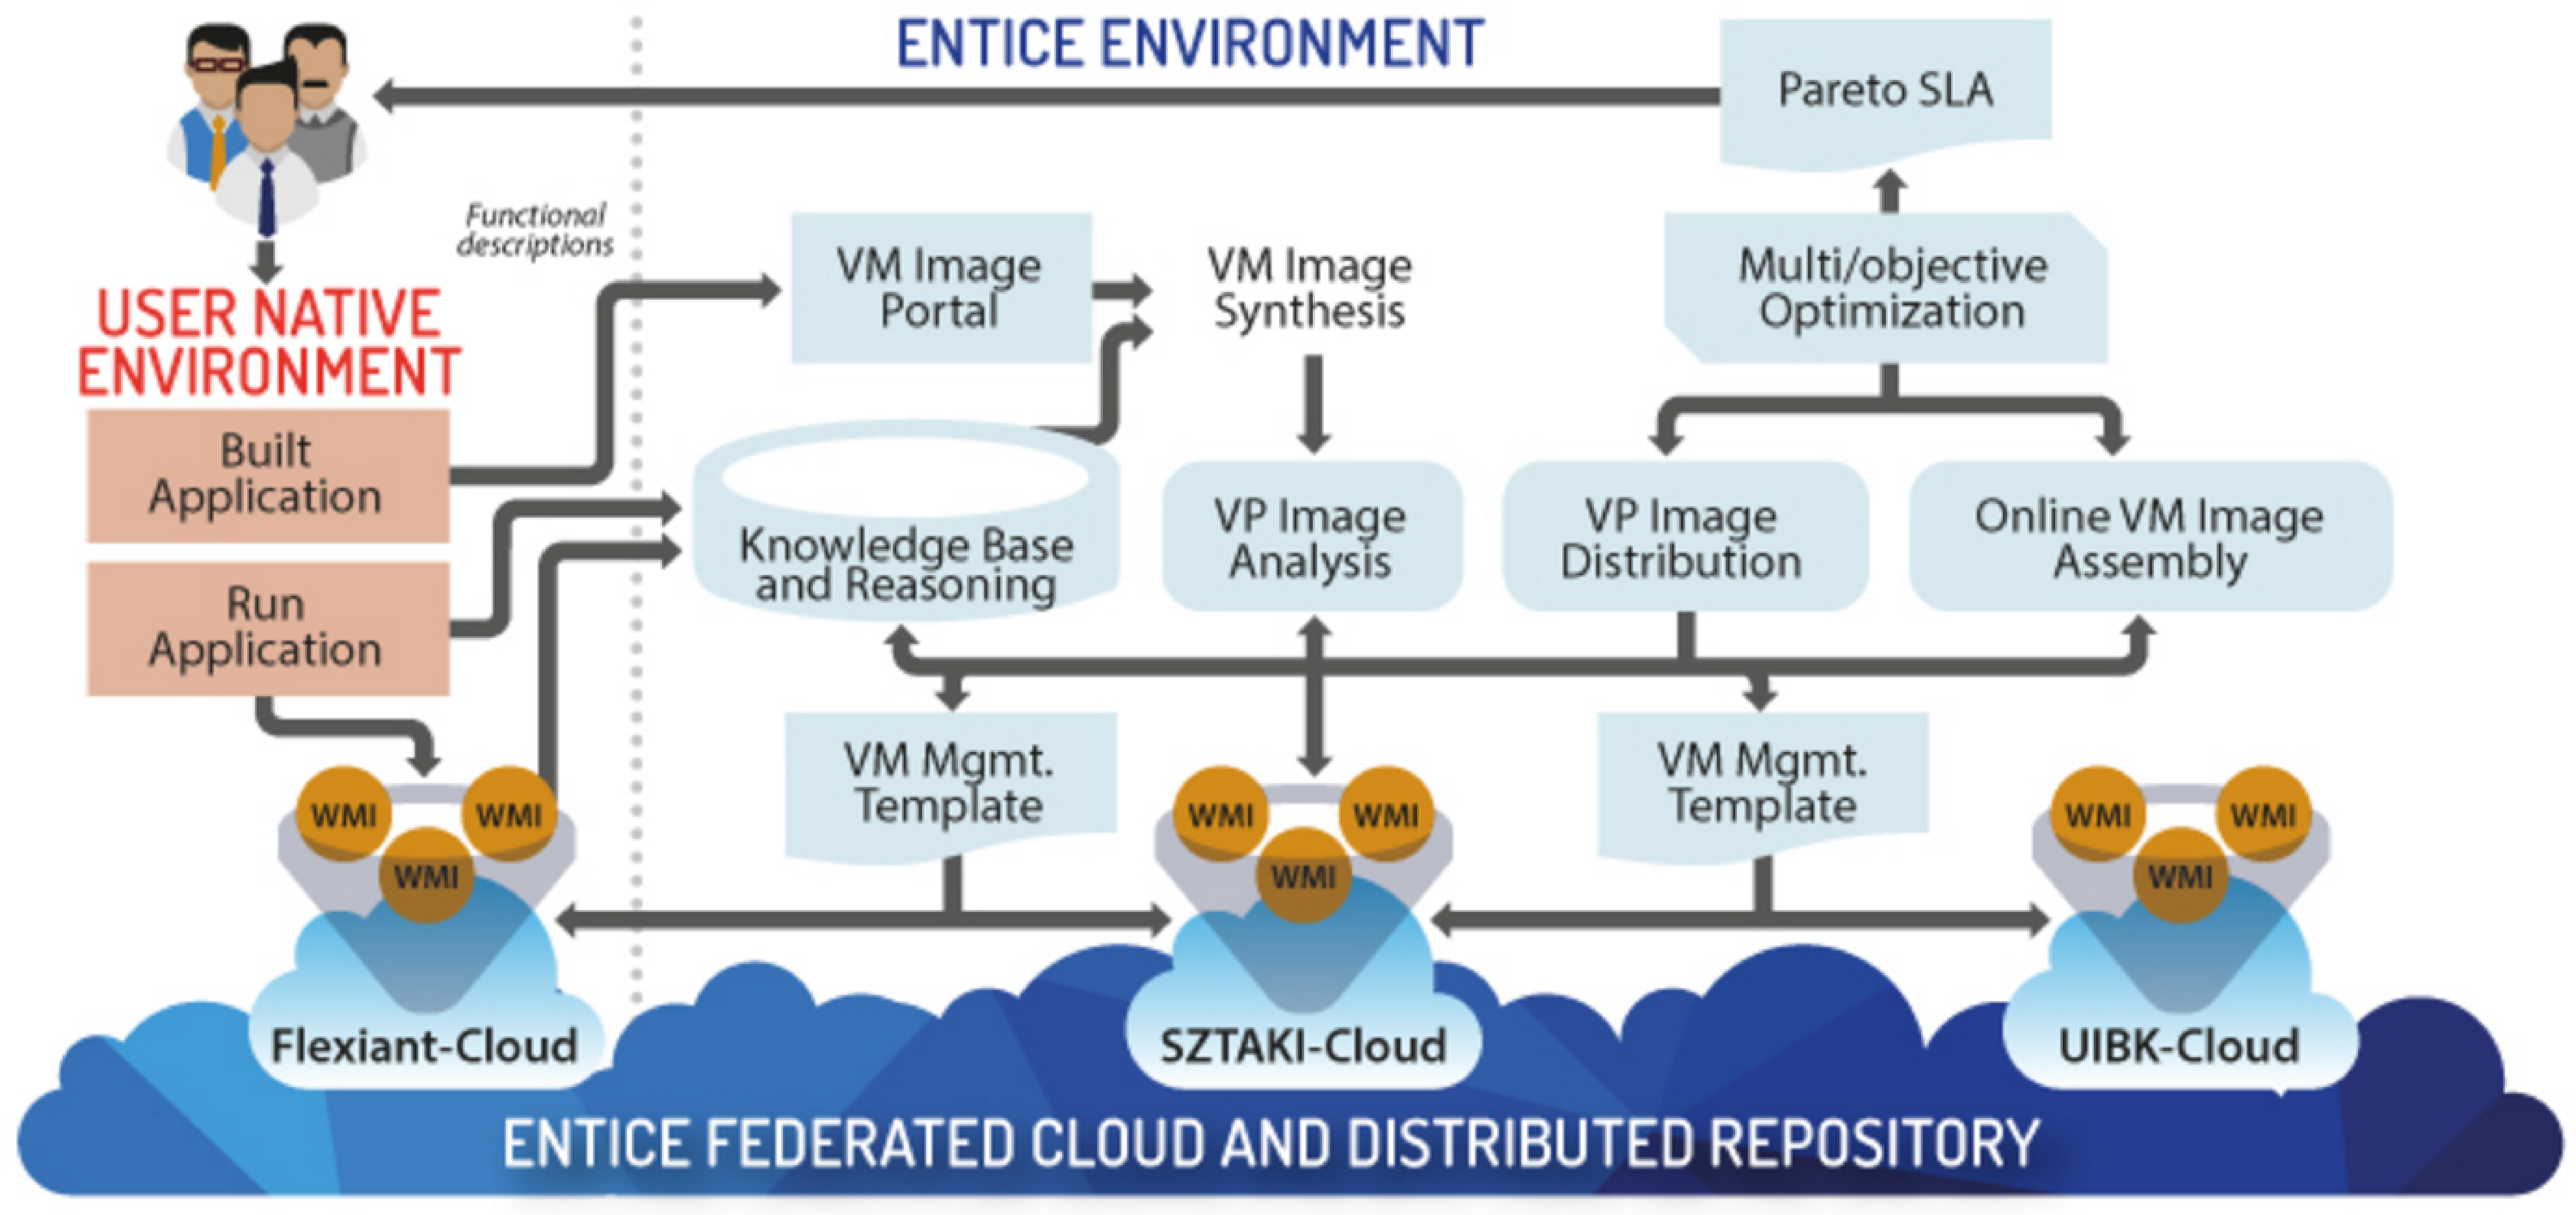 ENTICE ENVIRONMENT
Pareto SLA
Functional
descriptions
USER NATIVE
ENVIRONMENT
VM Image
Portal
VM Image
Synthesis
Multi/objective
Optimization
Built
Application
Run
Application
Knowledge Base
and Reasoning
VP Image
Analysis
VP Image
Distribution
Online VM Image
Assembly
VM Mgmt.
Template
VM Mgmt.
Template
WMI
WMI
WMI
WMI
WMI
WMI
WMI
WMI
WMI
Flexiant-Cloud
SZTAKI-Cloud
UIBK-Cloud
ENTICE FEDERATED CLOUD AND DISTRIBUTED REPOSITORY